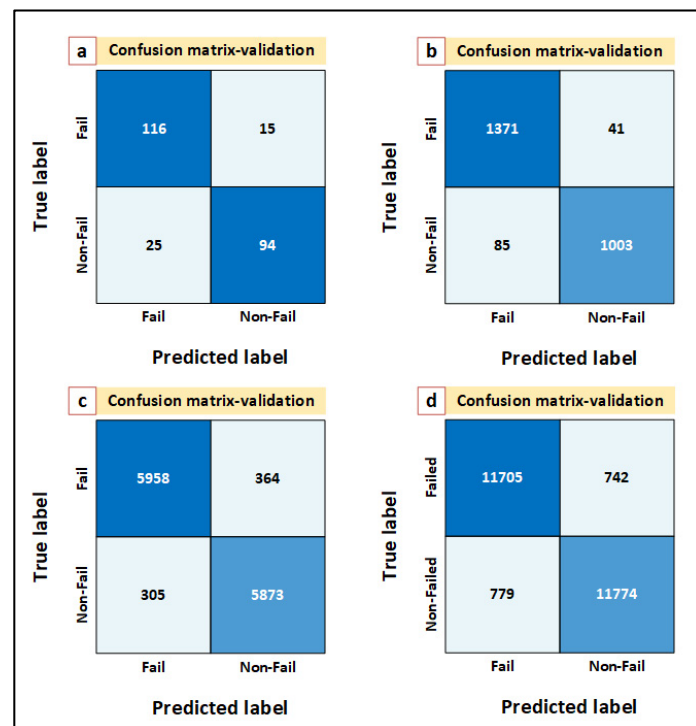 a Confusion matrix-validation
True label
Fail
116 15
Non-Fail
25 94
Fail Non-Fail
Predicted label
b Confusion matrix-validation
True label
Fail
1371 41
Non-Fail
85 1003
Fail Non-Fail
Predicted label
c Confusion matrix-validation
True label
Fail
5958 364
Non-Fail
305 5873
Fail Non-Fail
Predicted label
d Confusion matrix-validation
True label
Failed
11705 742
Non-Failed
779 11774
Fail Non-Fail
Predicted label